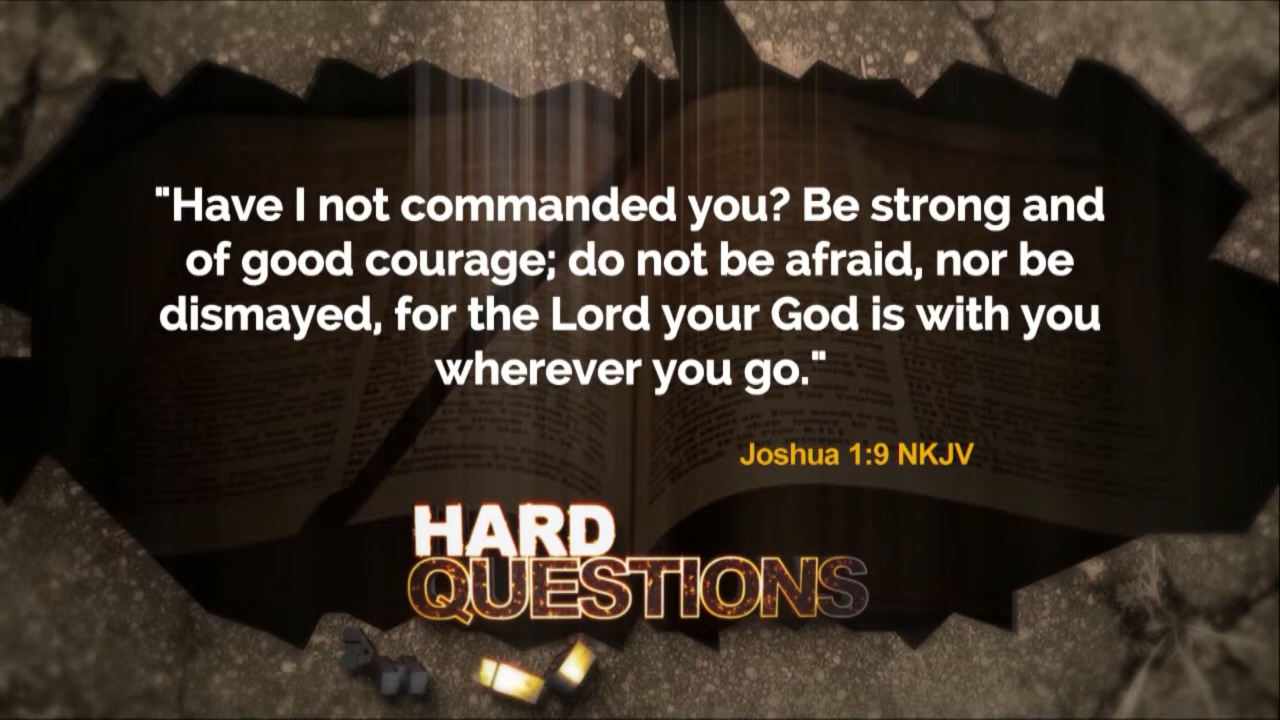 "Have I not commanded you? Be strong and
of good courage; do not be afraid, nor be
dismayed, for the Lord your God is with you
wherever you go."
Joshua 1:9 NKJV
HARD
QUESTIONS